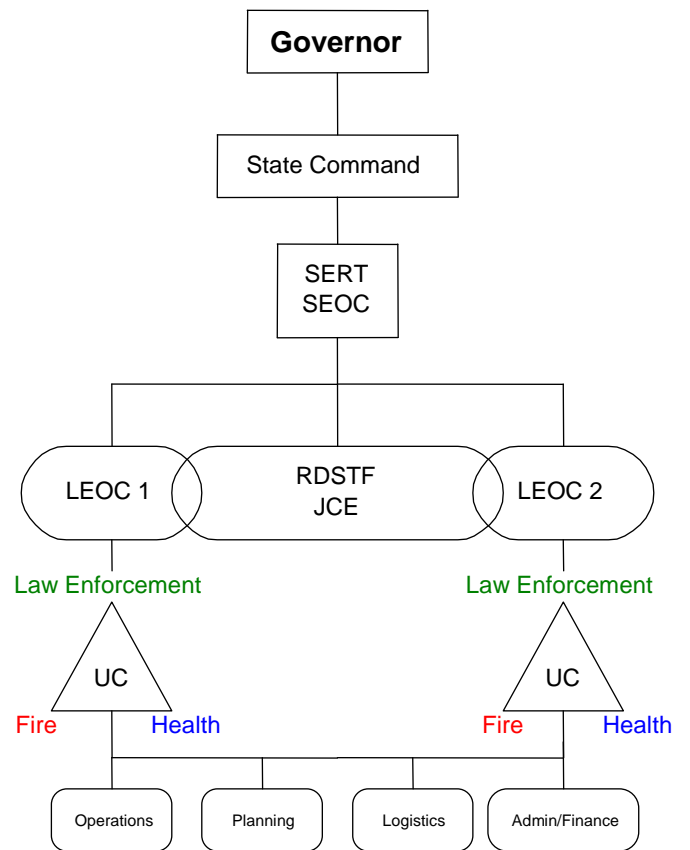 Governor
State Command
SERT
SEOC
LEOC 1
RDSTF
JCE
LEOC 2
Law Enforcement
Law Enforcement
UC
UC
Fire
Health
Fire
Health
Operations
Planning
Logistics
Admin/Finance